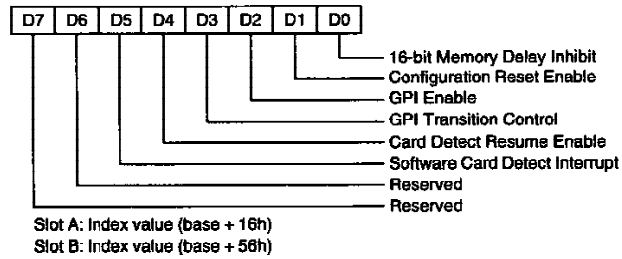 D7 D6 D5 D4 D3 D2 D1 D0
16-bit Memory Delay Inhibit
Configuration Reset Enable
GPI Enable
GPI Transition Control
Card Detect Resume Enable
Software Card Detect Interrupt
Reserved
Reserved
Slot A: Index value (base + 16h)
Slot B: Index value (base + 56h)